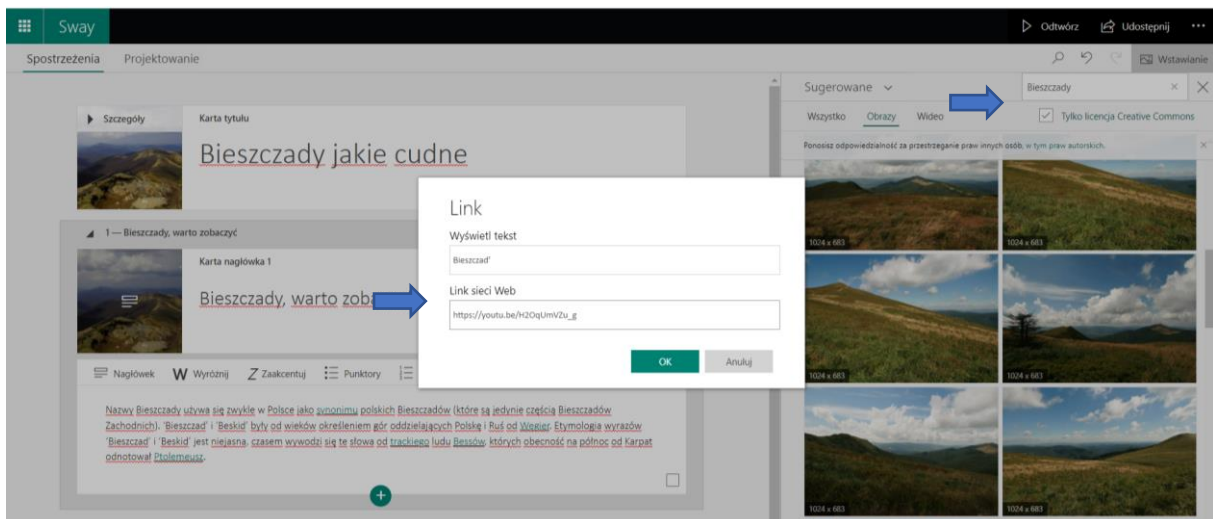 Sway
Odtwórz Udostępnij ...
Spostrzeżenia Projektowanie
Wstawianie
Sugerowane
Bieszczady
Wszystko Obrazy Wideo
Tylko licencja Creative Commons
Ponosisz odpowiedzialność za przestrzeganie praw innych osób, w tym praw autorskich.
Szczegóły
Karta tytułu
Bieszczady jakie cudne
1 — Bieszczady, warto zobaczyć
Karta nagłówka 1
Bieszczady, warto zoba
Link
Wyświetl tekst
Bieszczad'
Link sieci Web
https://youtu.be/H2OqUmVZu_g
OK Anuluj
Nagłówek W Wyróżnij Z Zaakcentuj Punktory
Nazwy Bieszczady używa się zwykle w Polsce jako synonimu polskich Bieszczadów (które są jedynie częścią Bieszczadów
Zachodnich). 'Bieszczad' i 'Beskid' były od wieków określeniem gór oddzielających Polskę i Ruś od Węgier. Etymologia wyrazów
'Bieszczad' i 'Beskid' jest niejasna, czasem wywodzi się te słowa od trackiego ludu Bessów, których obecność na północ od Karpat
odnotował Ptolemeusz.
1024 x 683
1024 x 683
1024 x 683
1024 x 683
1024 x 683
1024 x 683